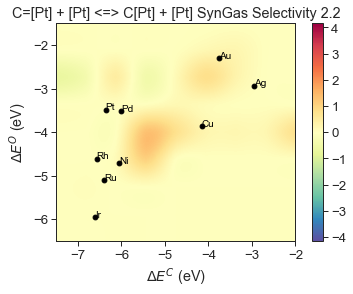 C=[Pt] + [Pt] <=> C[Pt] + [Pt] SynGas Selectivity 2.2
−2
−3
−4
−5
−6
ΔE^O (eV)
Au
Ag
Pt
Pd
Cu
Rh
Ni
Ru
Ir
−7
−6
−5
−4
−3
−2
ΔE^C (eV)
4
3
2
1
0
−1
−2
−3
−4